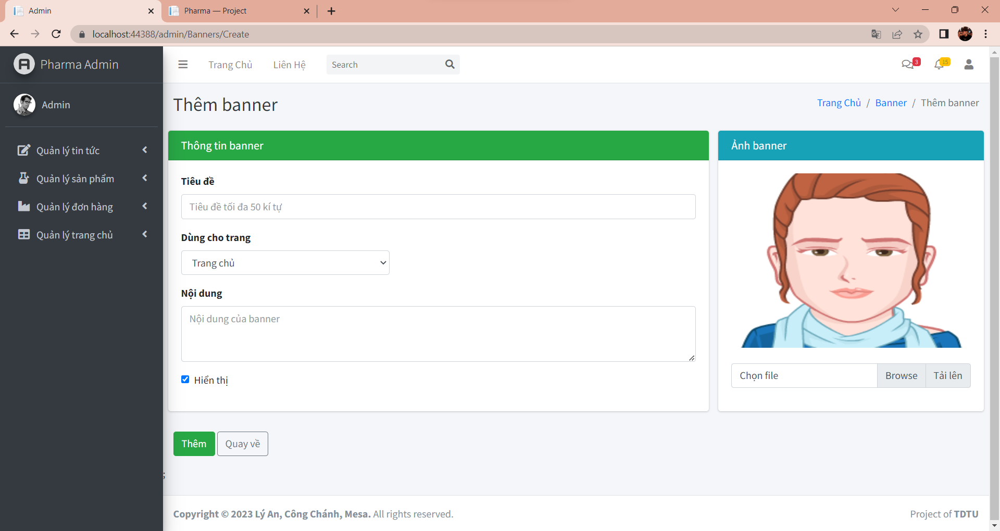 Admin
Pharma — Project
localhost:44388/admin/Banners/Create
Pharma Admin
Trang Chủ
Liên Hệ
Search
3
15
Admin
Thêm banner
Trang Chủ / Banner / Thêm banner
Quản lý tin tức
Quản lý sản phẩm
Quản lý đơn hàng
Quản lý trang chủ
Thông tin banner
Tiêu đề
Tiêu đề tối đa 50 kí tự
Dùng cho trang
Trang chủ
Nội dung
Nội dung của banner
Hiển thị
Ảnh banner
Chọn file
Browse
Tải lên
Thêm
Quay về
;
Copyright © 2023 Lý An, Công Chánh, Mesa. All rights reserved.
Project of TDTU